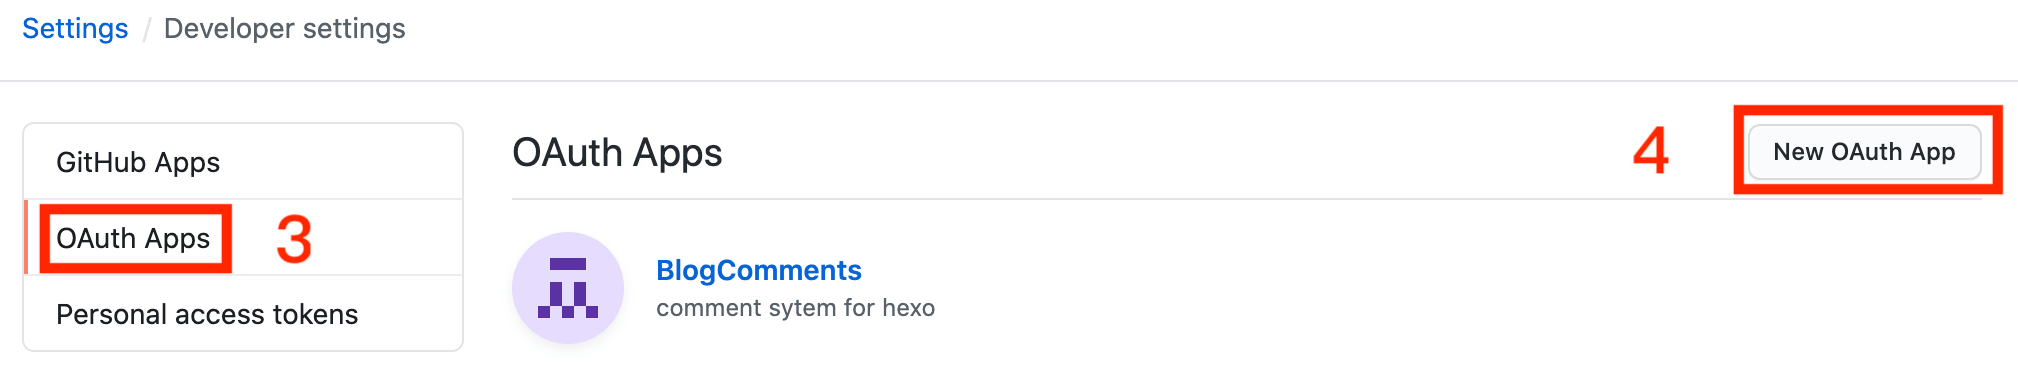 Settings / Developer settings
GitHub Apps
OAuth Apps 3
Personal access tokens
OAuth Apps
4 New OAuth App
BlogComments
comment sytem for hexo